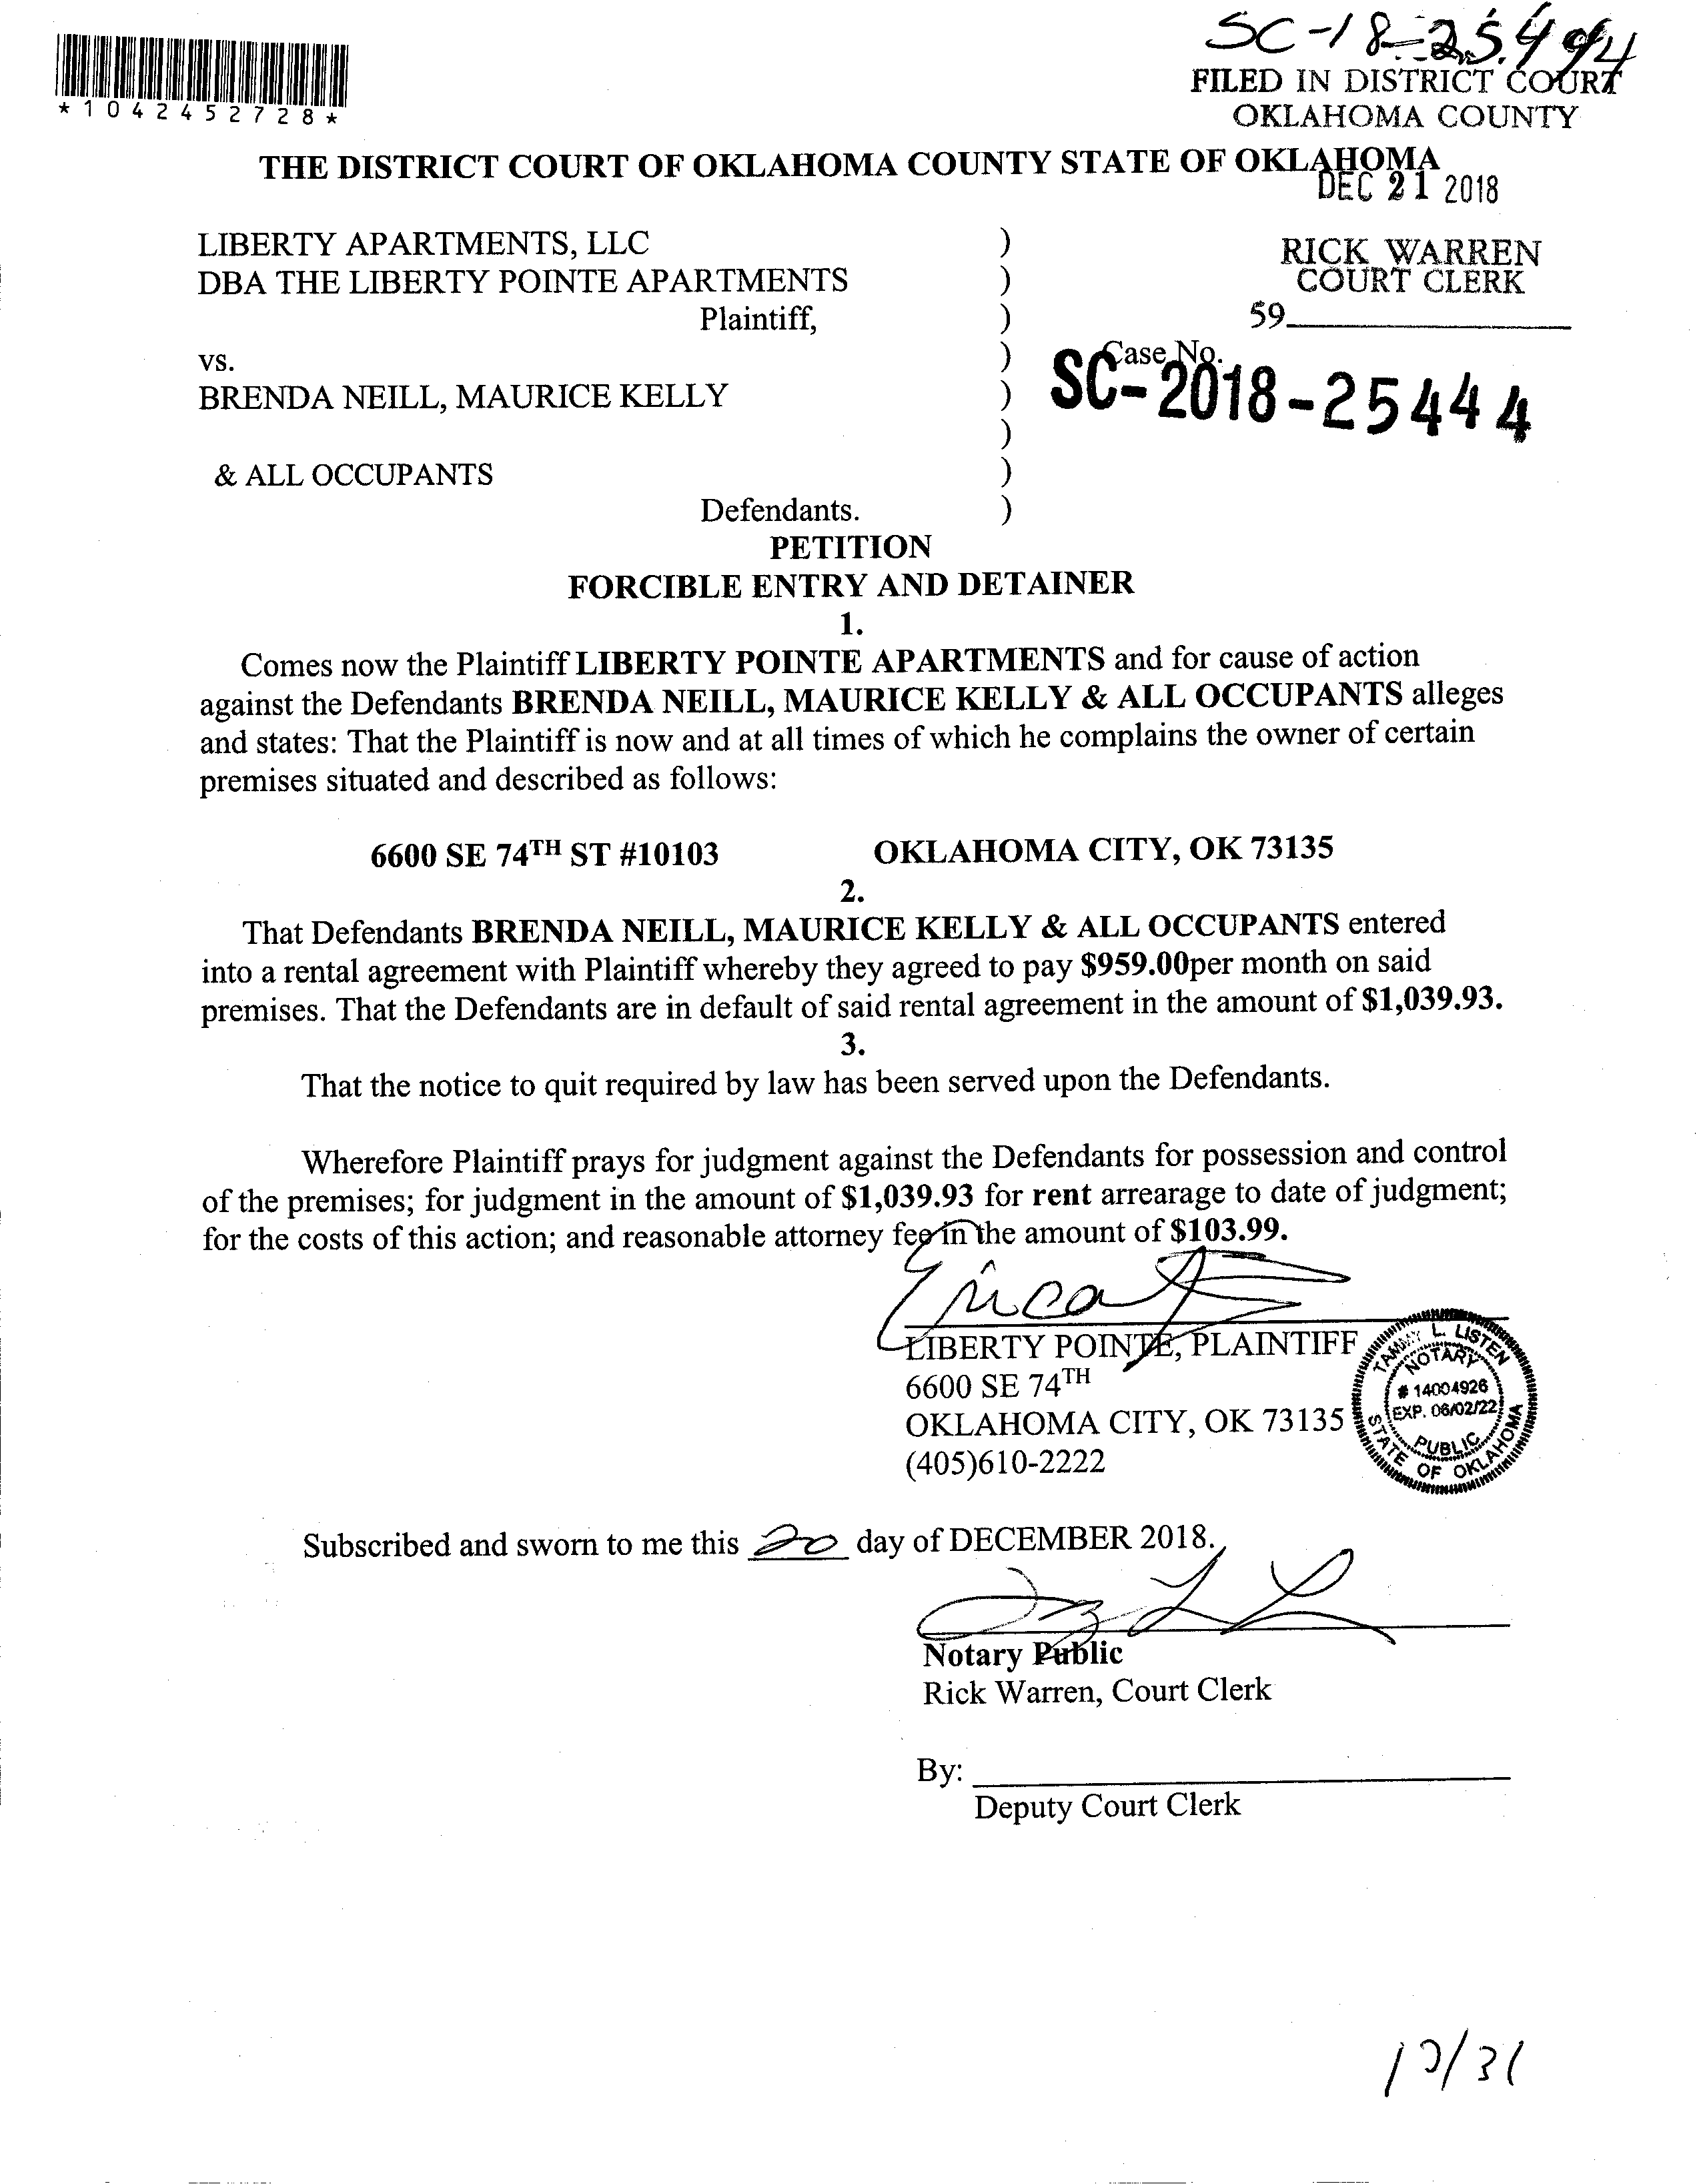 SC-18-25444
*1042452728*
FILED IN DISTRICT COURT
OKLAHOMA COUNTY
THE DISTRICT COURT OF OKLAHOMA COUNTY STATE OF OKLAHOMA
DEC 21 2018
LIBERTY APARTMENTS, LLC )
DBA THE LIBERTY POINTE APARTMENTS )
Plaintiff, )
RICK WARREN
COURT CLERK
59
vs. )
Case No.
SC-2018-25444
BRENDA NEILL, MAURICE KELLY )
)
& ALL OCCUPANTS )
Defendants. )
PETITION
FORCIBLE ENTRY AND DETAINER
1.
Comes now the Plaintiff LIBERTY POINTE APARTMENTS and for cause of action
against the Defendants BRENDA NEILL, MAURICE KELLY & ALL OCCUPANTS alleges
and states: That the Plaintiff is now and at all times of which he complains the owner of certain
premises situated and described as follows:
6600 SE 74TH ST #10103 OKLAHOMA CITY, OK 73135
2.
That Defendants BRENDA NEILL, MAURICE KELLY & ALL OCCUPANTS entered
into a rental agreement with Plaintiff whereby they agreed to pay $959.00per month on said
premises. That the Defendants are in default of said rental agreement in the amount of $1,039.93.
3.
That the notice to quit required by law has been served upon the Defendants.
Wherefore Plaintiff prays for judgment against the Defendants for possession and control
of the premises; for judgment in the amount of $1,039.93 for rent arrearage to date of judgment;
for the costs of this action; and reasonable attorney fee in the amount of $103.99.
LIBERTY POINTE, PLAINTIFF
6600 SE 74TH
OKLAHOMA CITY, OK 73135
(405)610-2222
TAMMY L. LISTEN
NOTARY
# 14004926
EXP. 06/02/22
PUBLIC
STATE OF OKLAHOMA
Subscribed and sworn to me this 20 day of DECEMBER 2018.
Notary Public
Rick Warren, Court Clerk
By:
Deputy Court Clerk
12/31